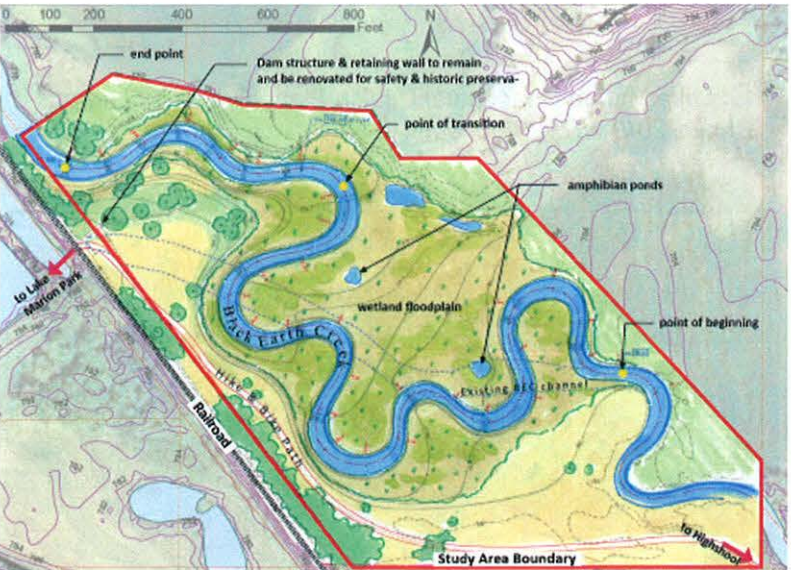 0 100 200 400 600 800
Feet
N
end point
Dam structure & retaining wall to remain
and be renovated for safety & historic preserva-
point of transition
amphibian ponds
to Lake
Marion Park
wetland floodplain
Black Earth Creek
point of beginning
Existing BEC channel
Hike & Bike Path
Railroad
to Highshool
Study Area Boundary